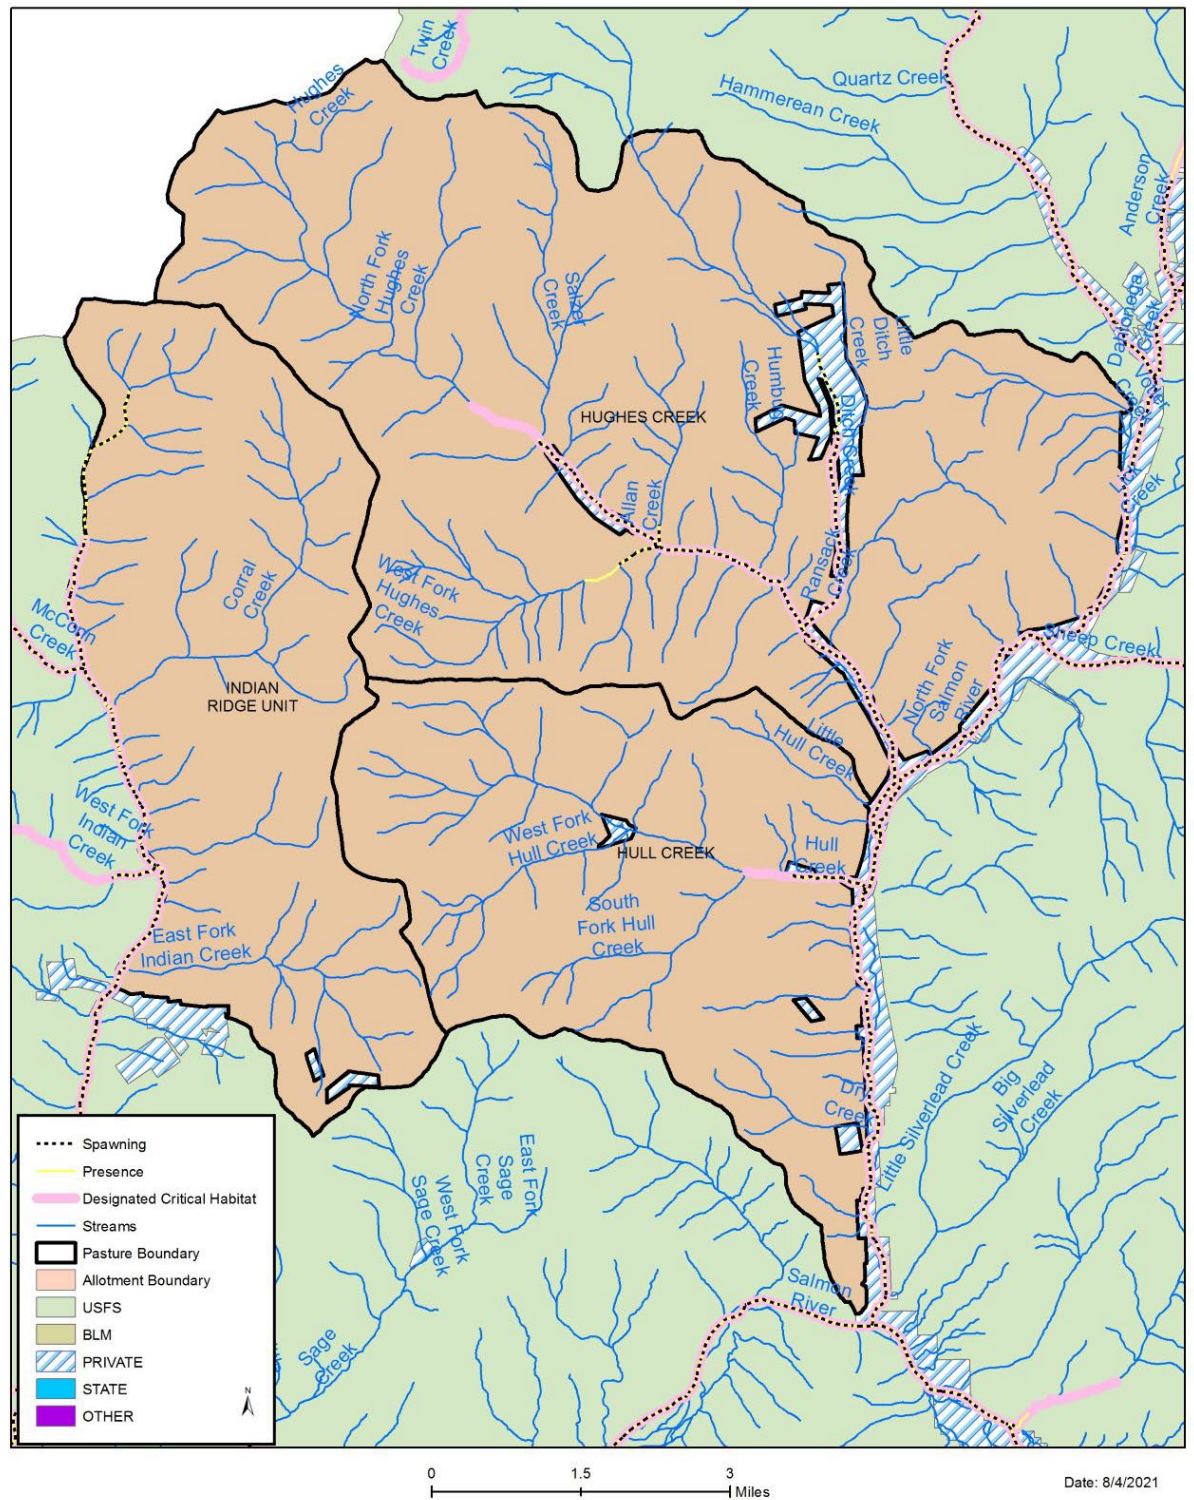 Twin
Creek
Hughes
Creek
Quartz Creek
Hammerean Creek
Anderson
Creek
North Fork
Hughes
Creek
Salzer
Creek
Little
Ditch
Creek
Dahlonega
Creek
Humbug
Creek
HUGHES CREEK
Ditch Creek
Lick
Creek
Allan
Creek
Ransack
Creek
West Fork
Hughes
Creek
Corral
Creek
McConn
Creek
Sheep Creek
North Fork
Salmon
River
INDIAN
RIDGE UNIT
Little
Hull Creek
West Fork
Indian
Creek
West Fork
Hull Creek
HULL CREEK
Hull
Creek
South
Fork Hull
Creek
East Fork
Indian Creek
Dry
Creek
Little Silverlead Creek
Big
Silverlead
Creek
East Fork
Sage
Creek
West Fork
Sage Creek
Salmon
River
Sage
Creek
Spawning
Presence
Designated Critical Habitat
Streams
Pasture Boundary
Allotment Boundary
USFS
BLM
PRIVATE
STATE
OTHER
N
0 1.5 3
Miles
Date: 8/4/2021